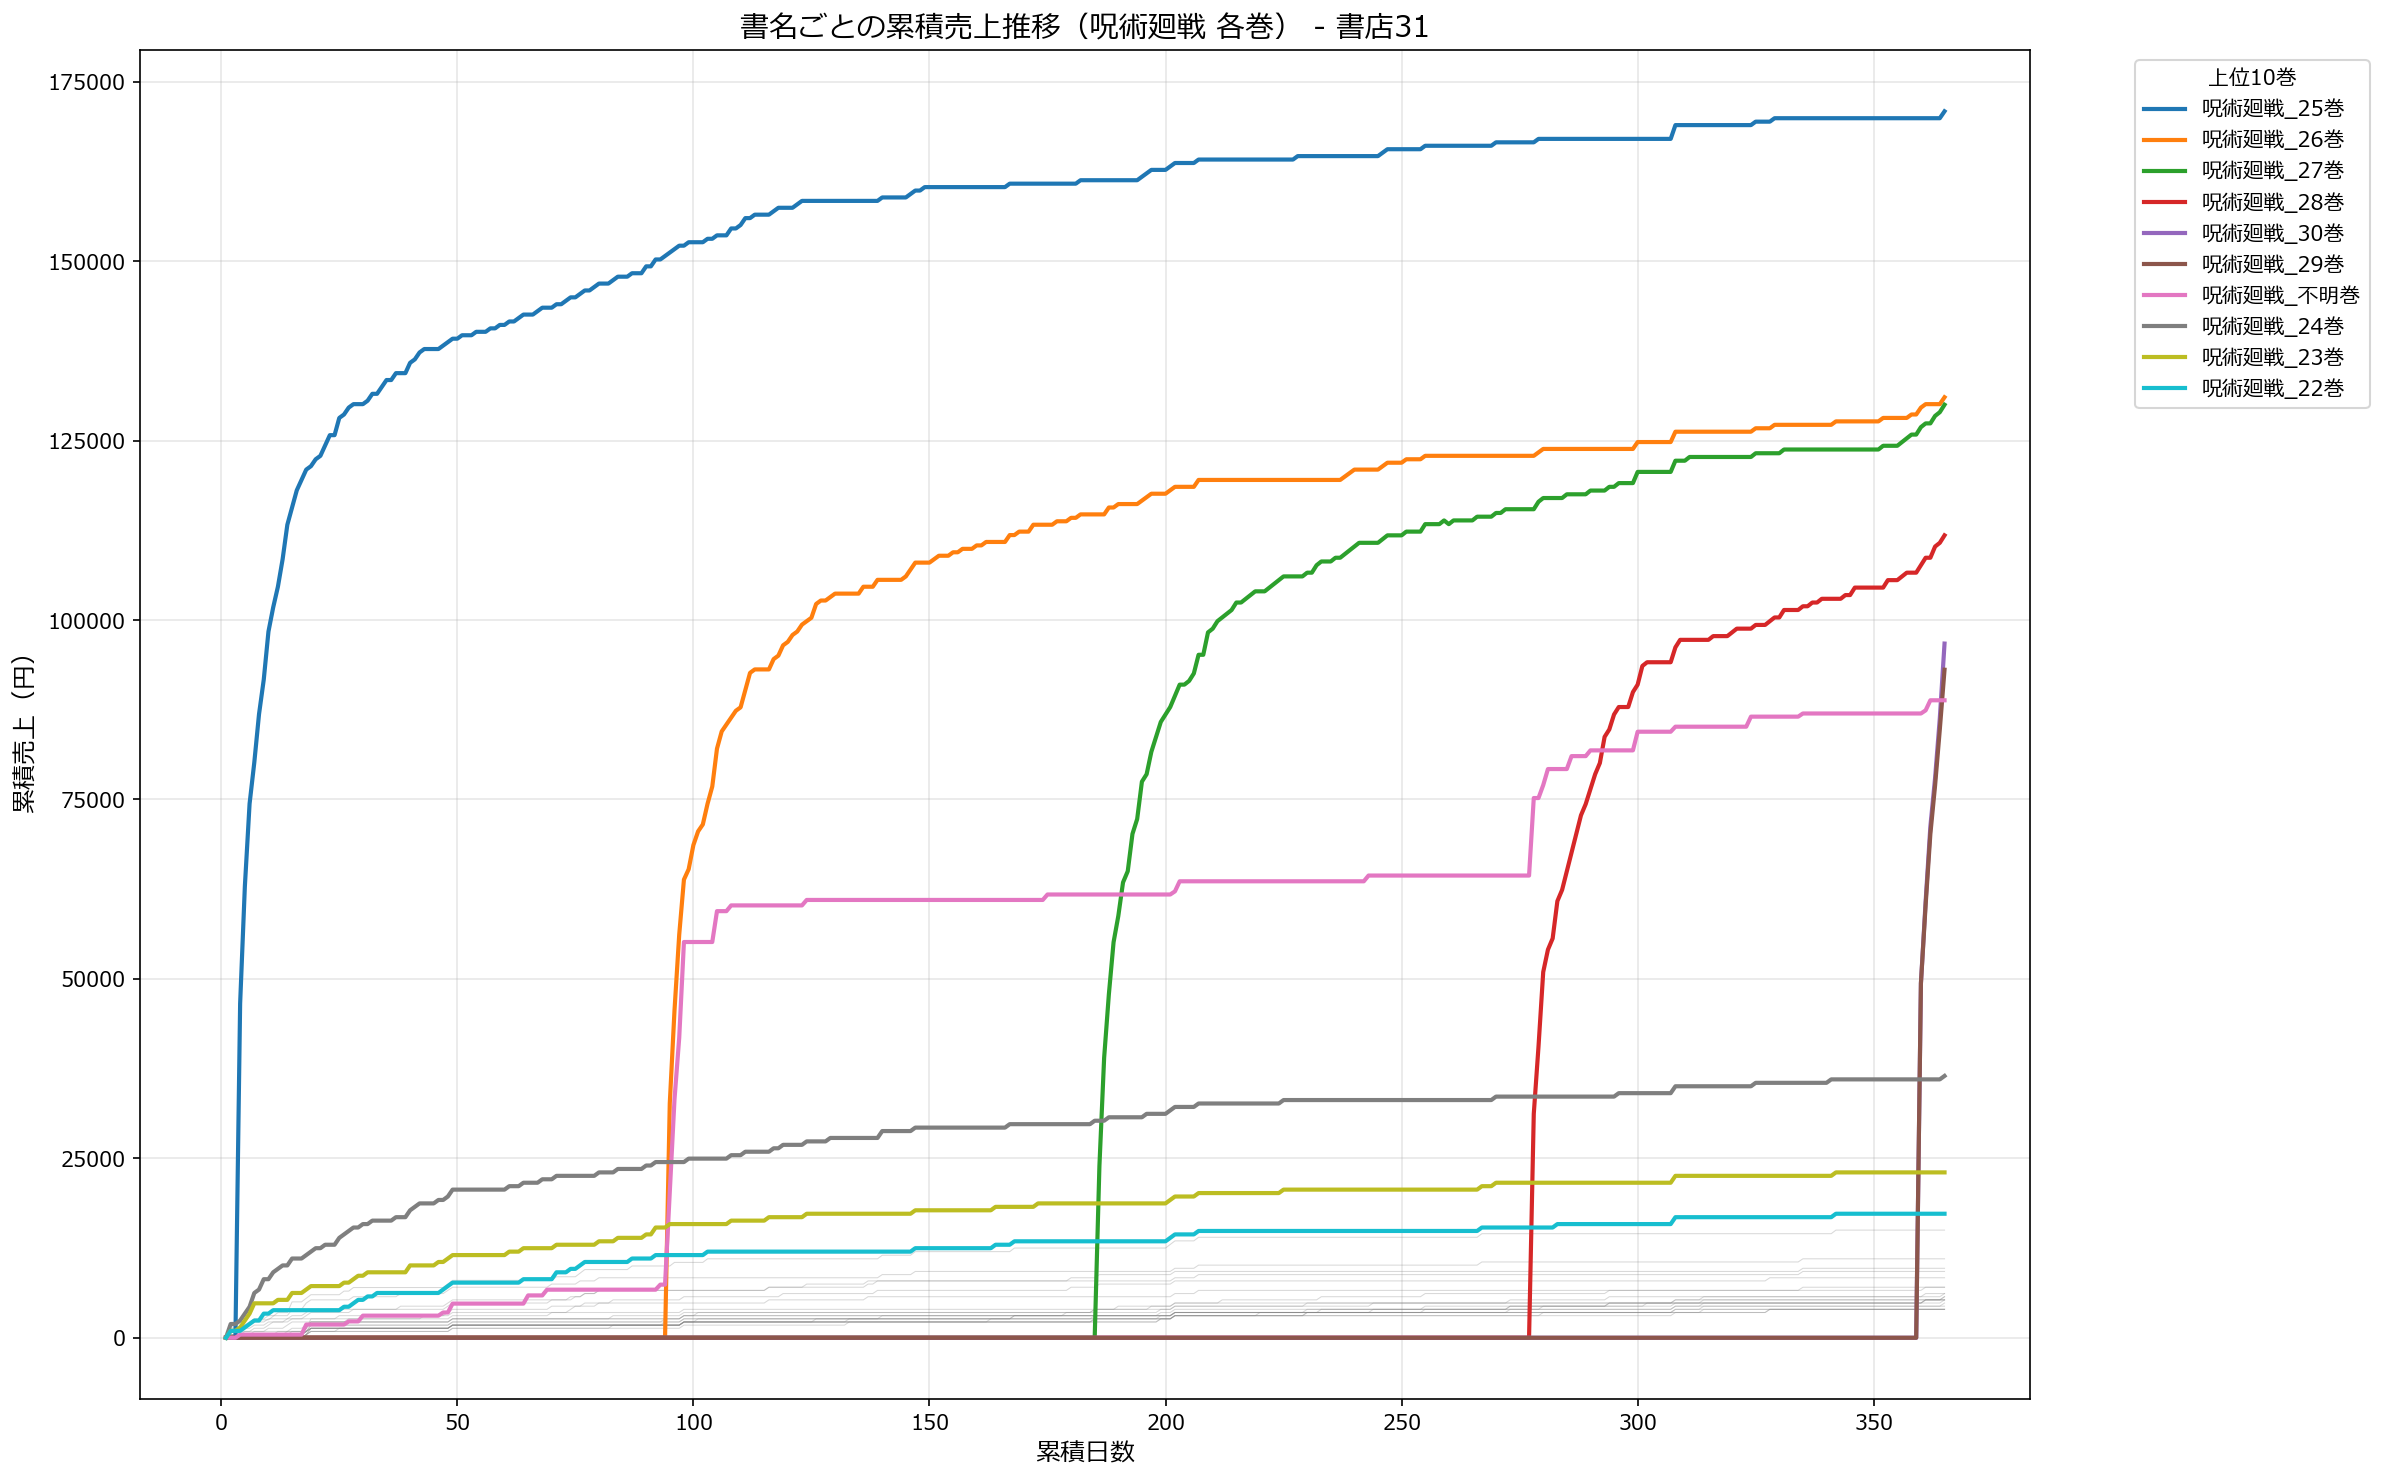 書名ごとの累積売上推移（呪術廻戦 各巻） - 書店31
累積売上（円）
175000
150000
125000
100000
75000
50000
25000
0
0
50
100
150
200
250
300
350
累積日数
上位10巻
呪術廻戦_25巻
呪術廻戦_26巻
呪術廻戦_27巻
呪術廻戦_28巻
呪術廻戦_30巻
呪術廻戦_29巻
呪術廻戦_不明巻
呪術廻戦_24巻
呪術廻戦_23巻
呪術廻戦_22巻